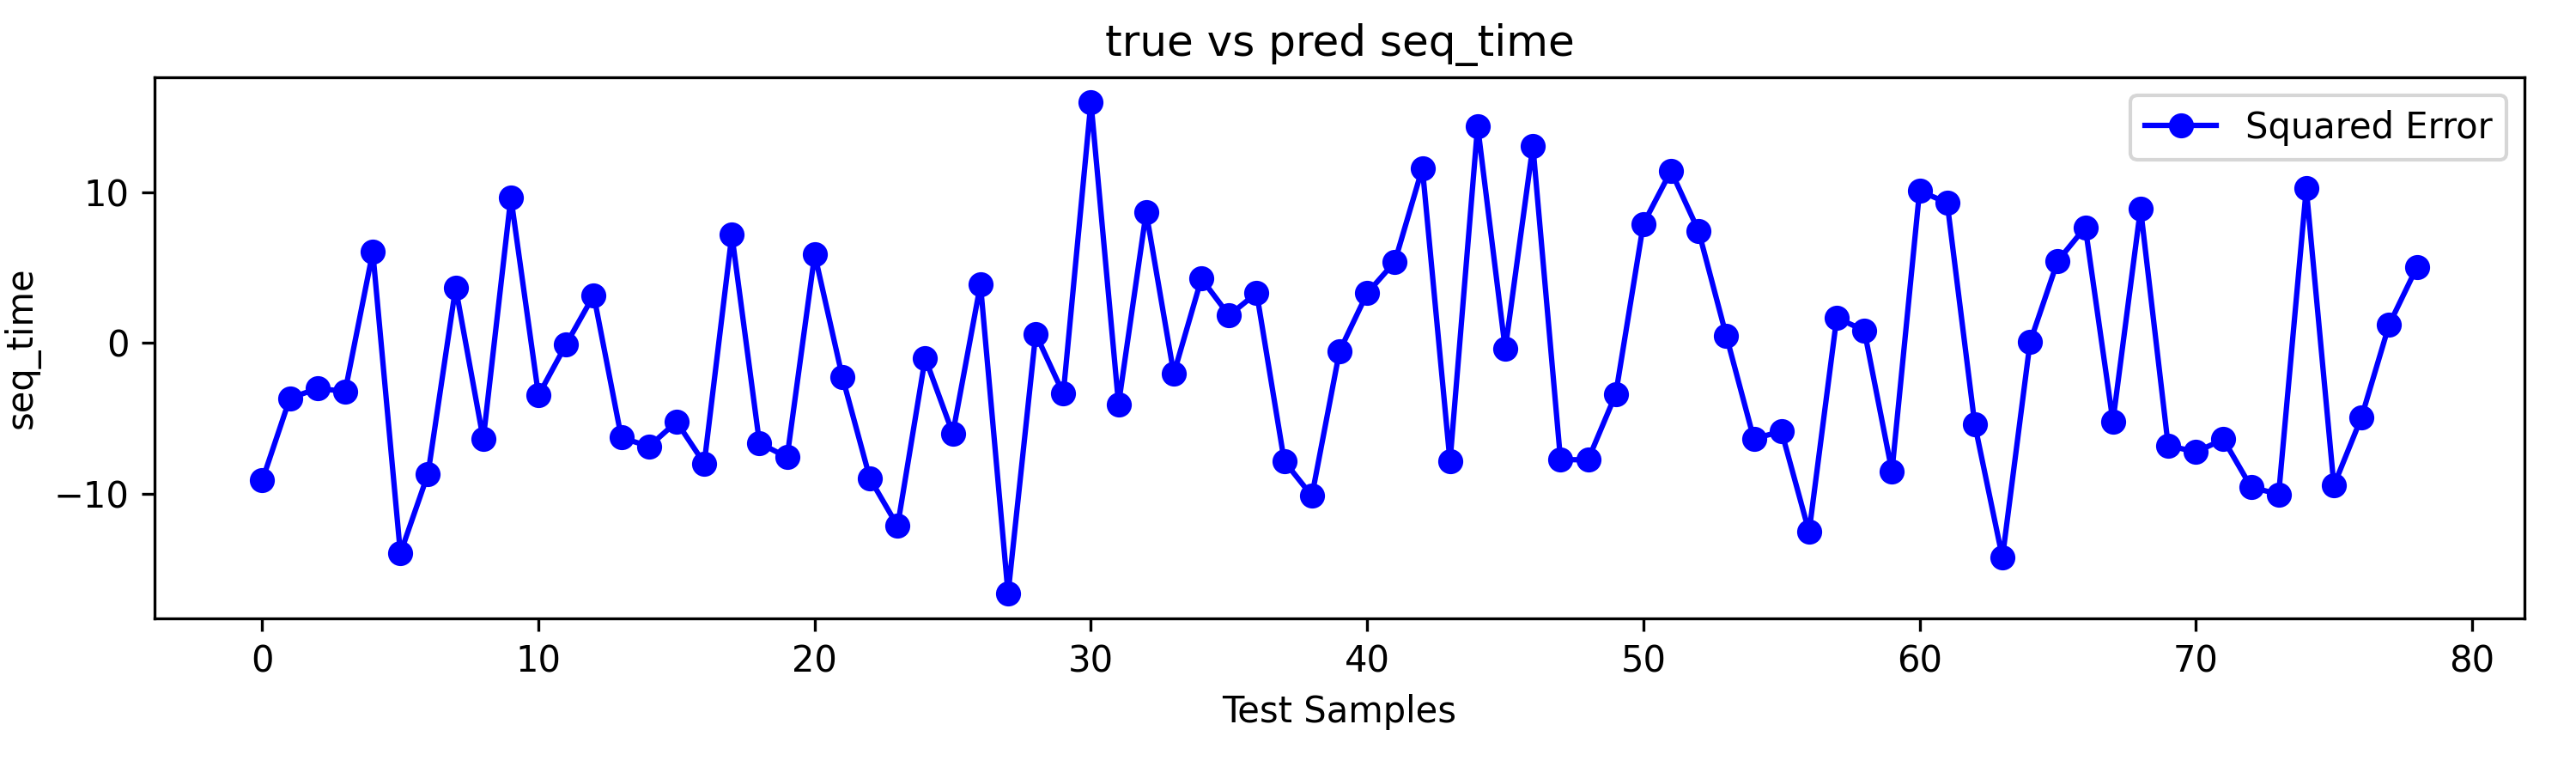 true vs pred seq_time
Squared Error
seq_time
10
0
−10
0 10 20 30 40 50 60 70 80
Test Samples